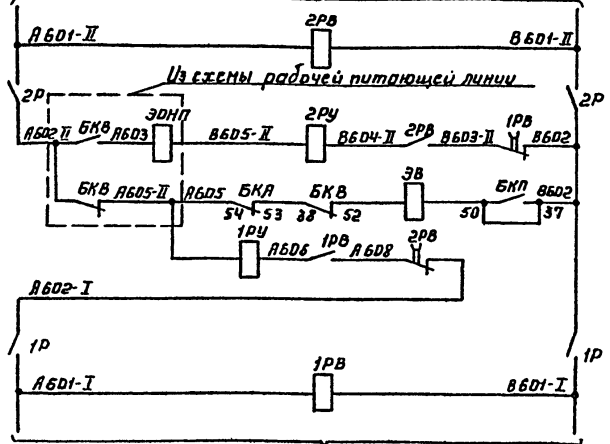 А601-II 2РВ В601-II
Из схемы рабочей питающей линии
2Р 2Р
А602 II БКВ А603 ЭОНП В605-II 2РУ В604-II 2РВ В603-II 1РВ В602
БКВ А605-II А605 БКА БКВ ЭВ БКП В602
54 53 38 52 50 37
1РУ А606 1РВ А608 2РВ
А602-I
1Р 1Р
А601-I 1РВ В601-I